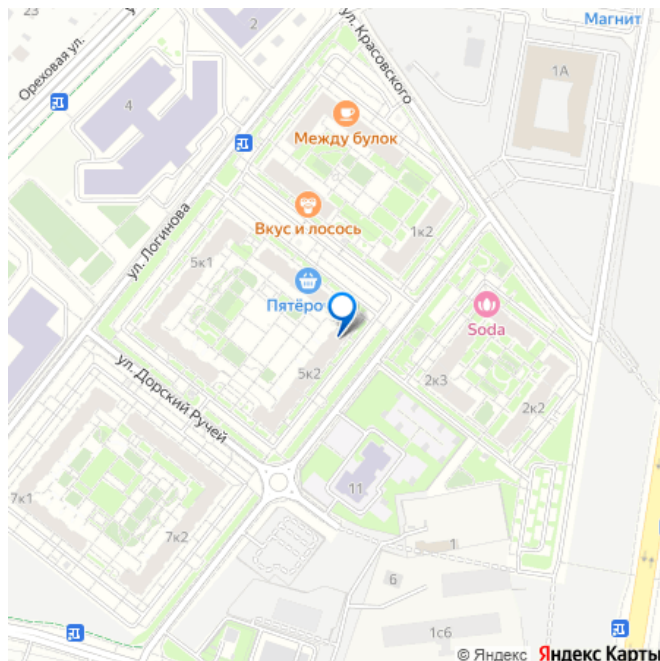 23
2
Магнит
Ореховая ул.
ул. Красовского
1А
4
Между булок
ул. Логинова
Вкус и лосось
1к2
5к1
Пятёро
Soda
5к2
2к3
2к2
ул. Дорский Ручей
11
7к1
7к2
1
6
1с6
© Яндекс Яндекс Карты